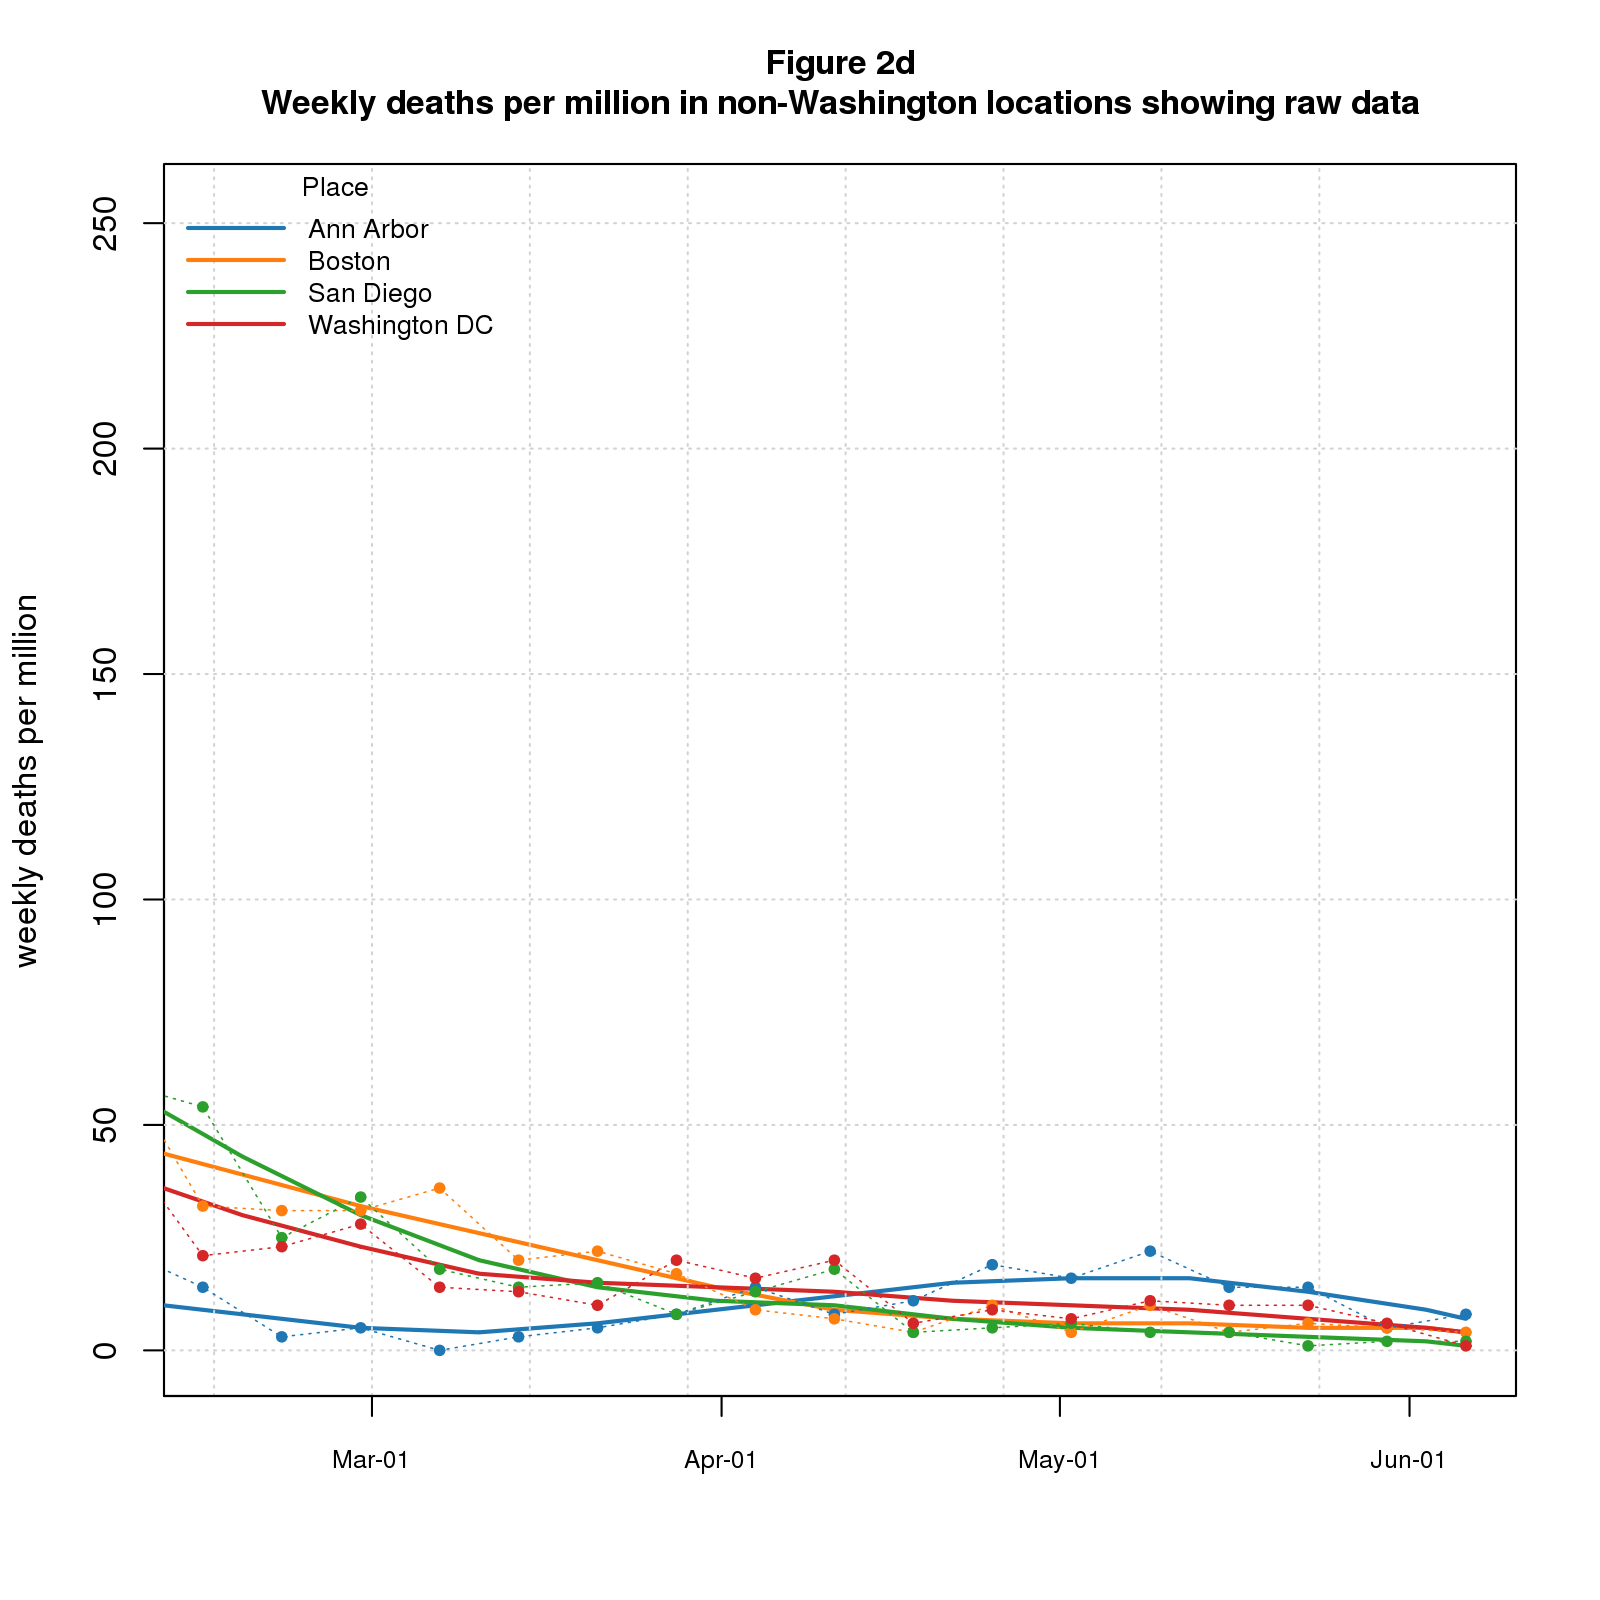 Figure 2d
Weekly deaths per million in non-Washington locations showing raw data
Place
Ann Arbor
Boston
San Diego
Washington DC
250
200
150
100
50
0
weekly deaths per million
Mar-01
Apr-01
May-01
Jun-01